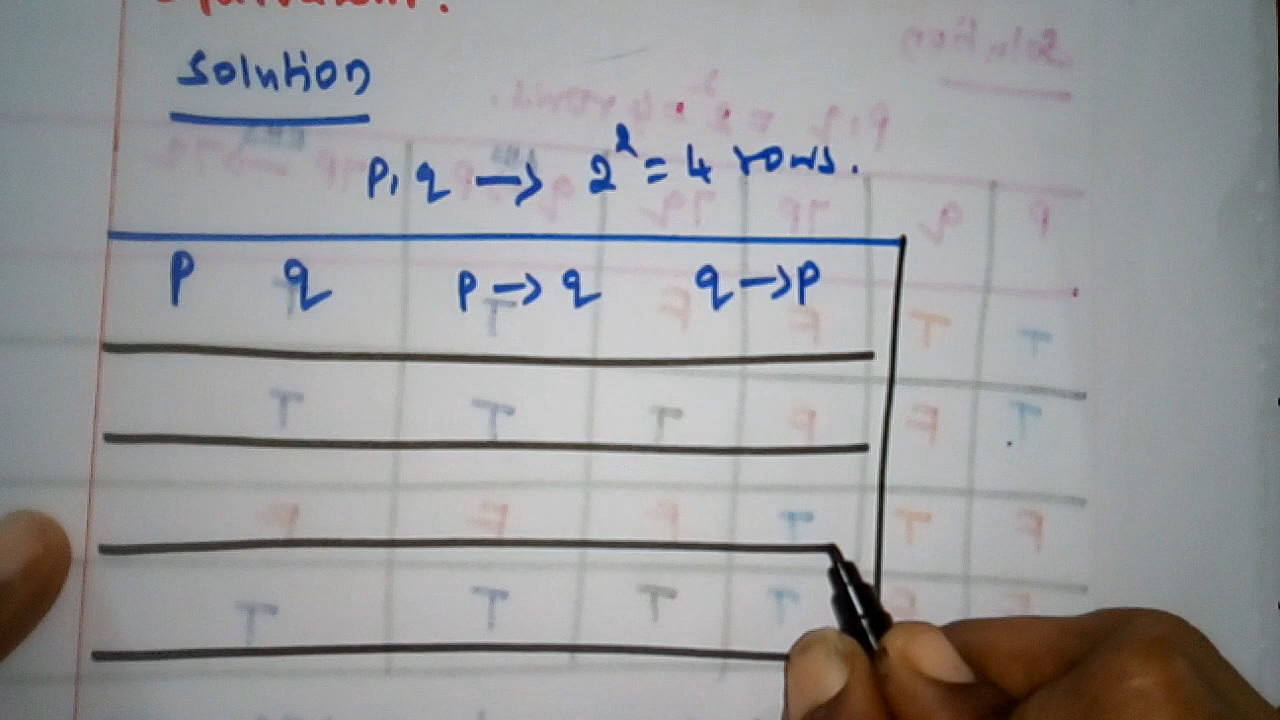 solution
P, q → 2² = 4 rows.
P q P → q q → P